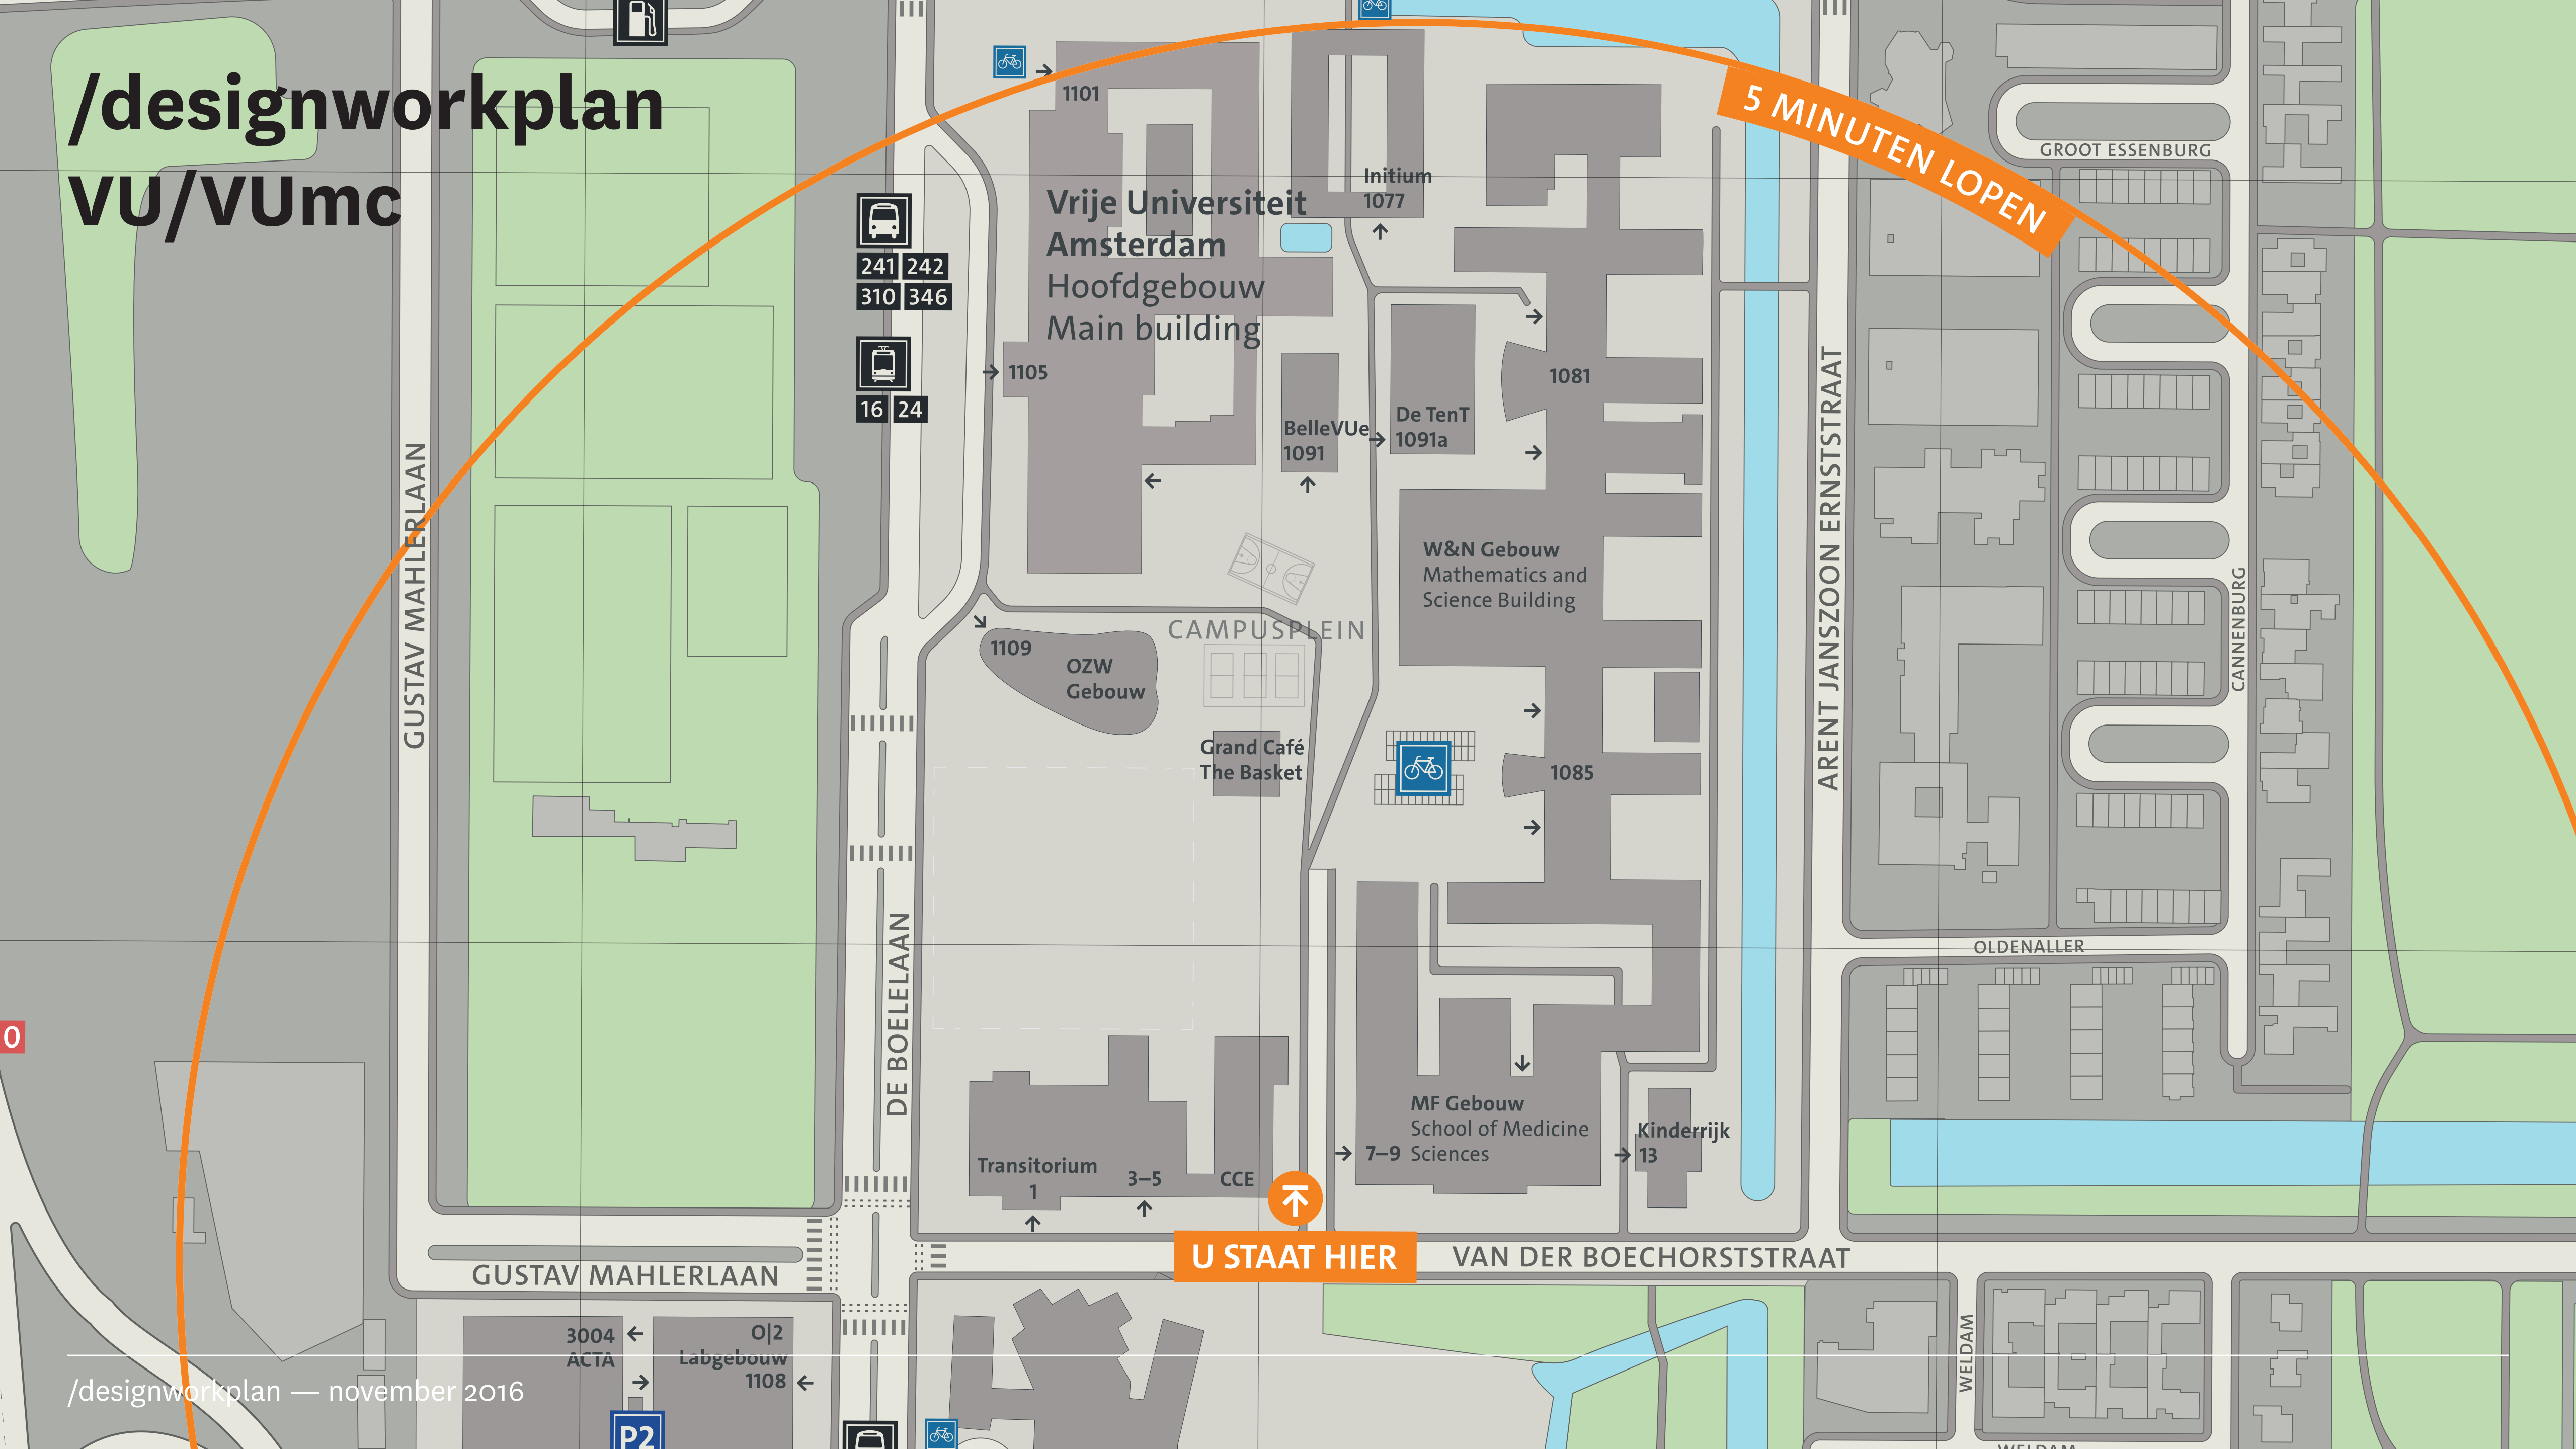 /designworkplan
VU/VUmc
5 MINUTEN LOPEN
GROOT ESSENBURG
1101
Initium
1077
Vrije Universiteit
Amsterdam
Hoofdgebouw
Main building
241 242
310 346
16 24
1105
1081
De TenT
1091a
BelleVUe
1091
GUSTAV MAHLERLAAN
ARENT JANSZOON ERNSTSTRAAT
W&N Gebouw
Mathematics and
Science Building
CANNENBURG
CAMPUSPLEIN
1109
OZW
Gebouw
Grand Café
The Basket
1085
DE BOELELAAN
OLDENALLER
0
MF Gebouw
School of Medicine
Sciences
7–9
Kinderrijk
13
Transitorium
1
3–5
CCE
U STAAT HIER
VAN DER BOECHORSTSTRAAT
GUSTAV MAHLERLAAN
3004
ACTA
O|2
Labgebouw
1108
WELDAM
/designworkplan — november 2016
P2
WELDAM